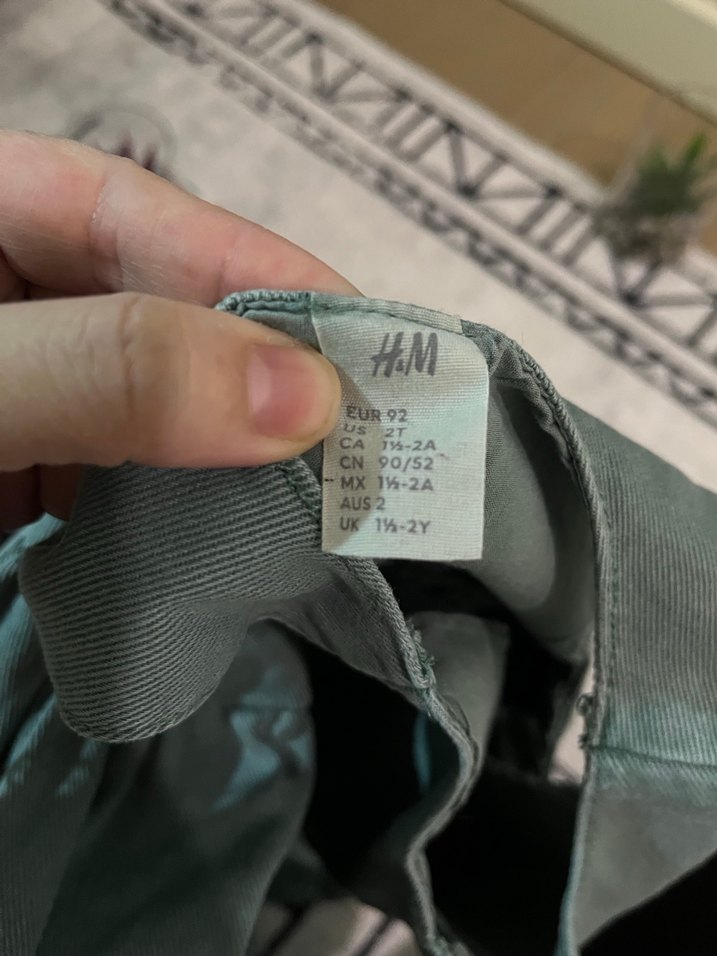 H&M
EUR 92
US 2T
CA 1½-2A
CN 90/52
MX 1½-2A
AUS 2
UK 1½-2Y